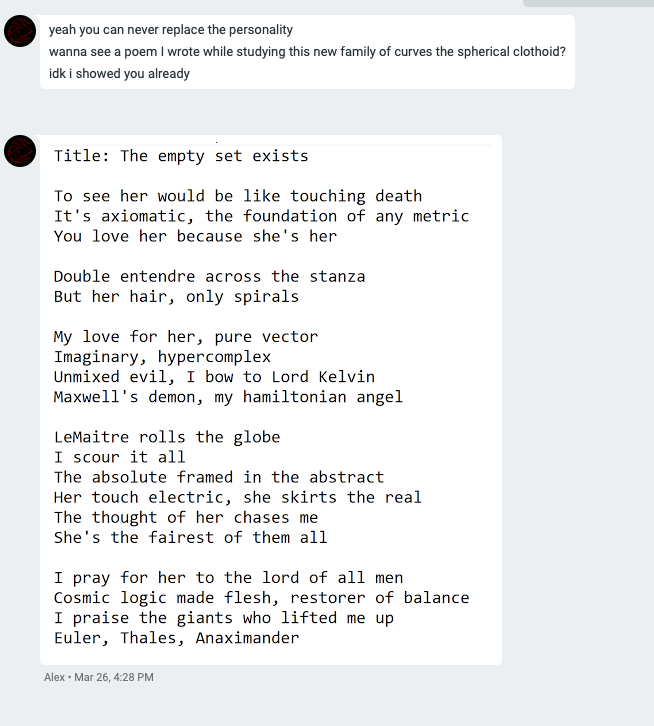 yeah you can never replace the personality
wanna see a poem I wrote while studying this new family of curves the spherical clothoid?
idk i showed you already
Title: The empty set exists
To see her would be like touching death
It's axiomatic, the foundation of any metric
You love her because she's her
Double entendre across the stanza
But her hair, only spirals
My love for her, pure vector
Imaginary, hypercomplex
Unmixed evil, I bow to Lord Kelvin
Maxwell's demon, my hamiltonian angel
LeMaitre rolls the globe
I scour it all
The absolute framed in the abstract
Her touch electric, she skirts the real
The thought of her chases me
She's the fairest of them all
I pray for her to the lord of all men
Cosmic logic made flesh, restorer of balance
I praise the giants who lifted me up
Euler, Thales, Anaximander
Alex • Mar 26, 4:28 PM